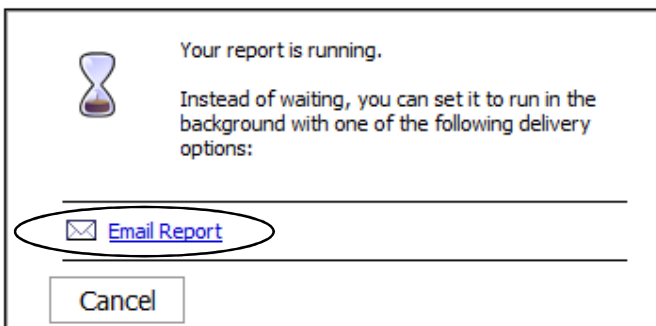 Your report is running.
Instead of waiting, you can set it to run in the
background with one of the following delivery
options:
Email Report
Cancel